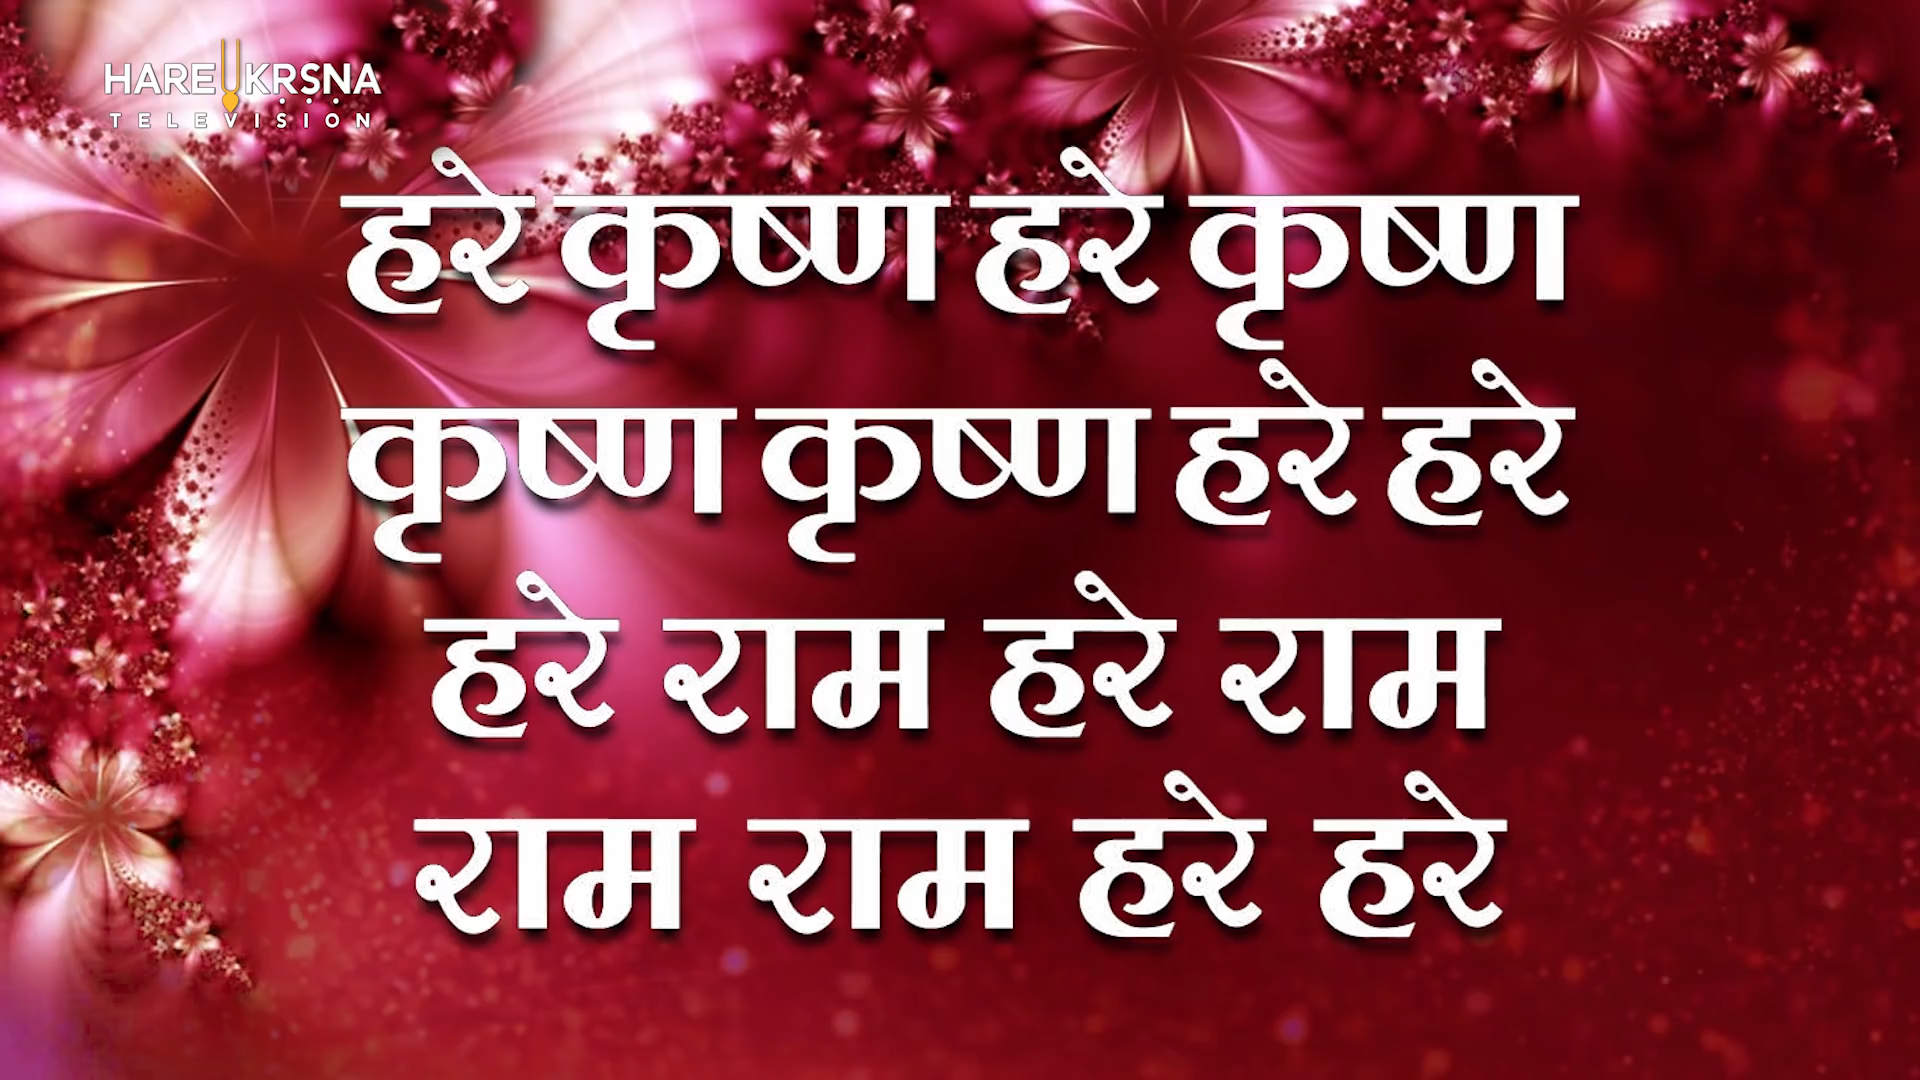 HARE KRSNA
TELEVISION
हरे कृष्ण हरे कृष्ण
कृष्ण कृष्ण हरे हरे
हरे राम हरे राम
राम राम हरे हरे